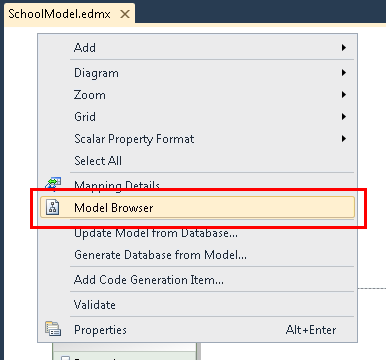 SchoolModel.edmx
Add
Diagram
Zoom
Grid
Scalar Property Format
Select All
Mapping Details
Model Browser
Update Model from Database...
Generate Database from Model...
Add Code Generation Item...
Validate
Properties Alt+Enter